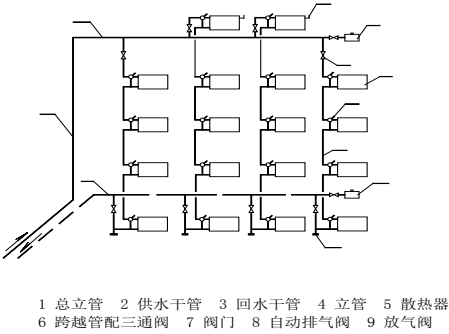 1 总立管 2 供水干管 3 回水干管 4 立管 5 散热器
6 跨越管配三通阀 7 阀门 8 自动排气阀 9 放气阀